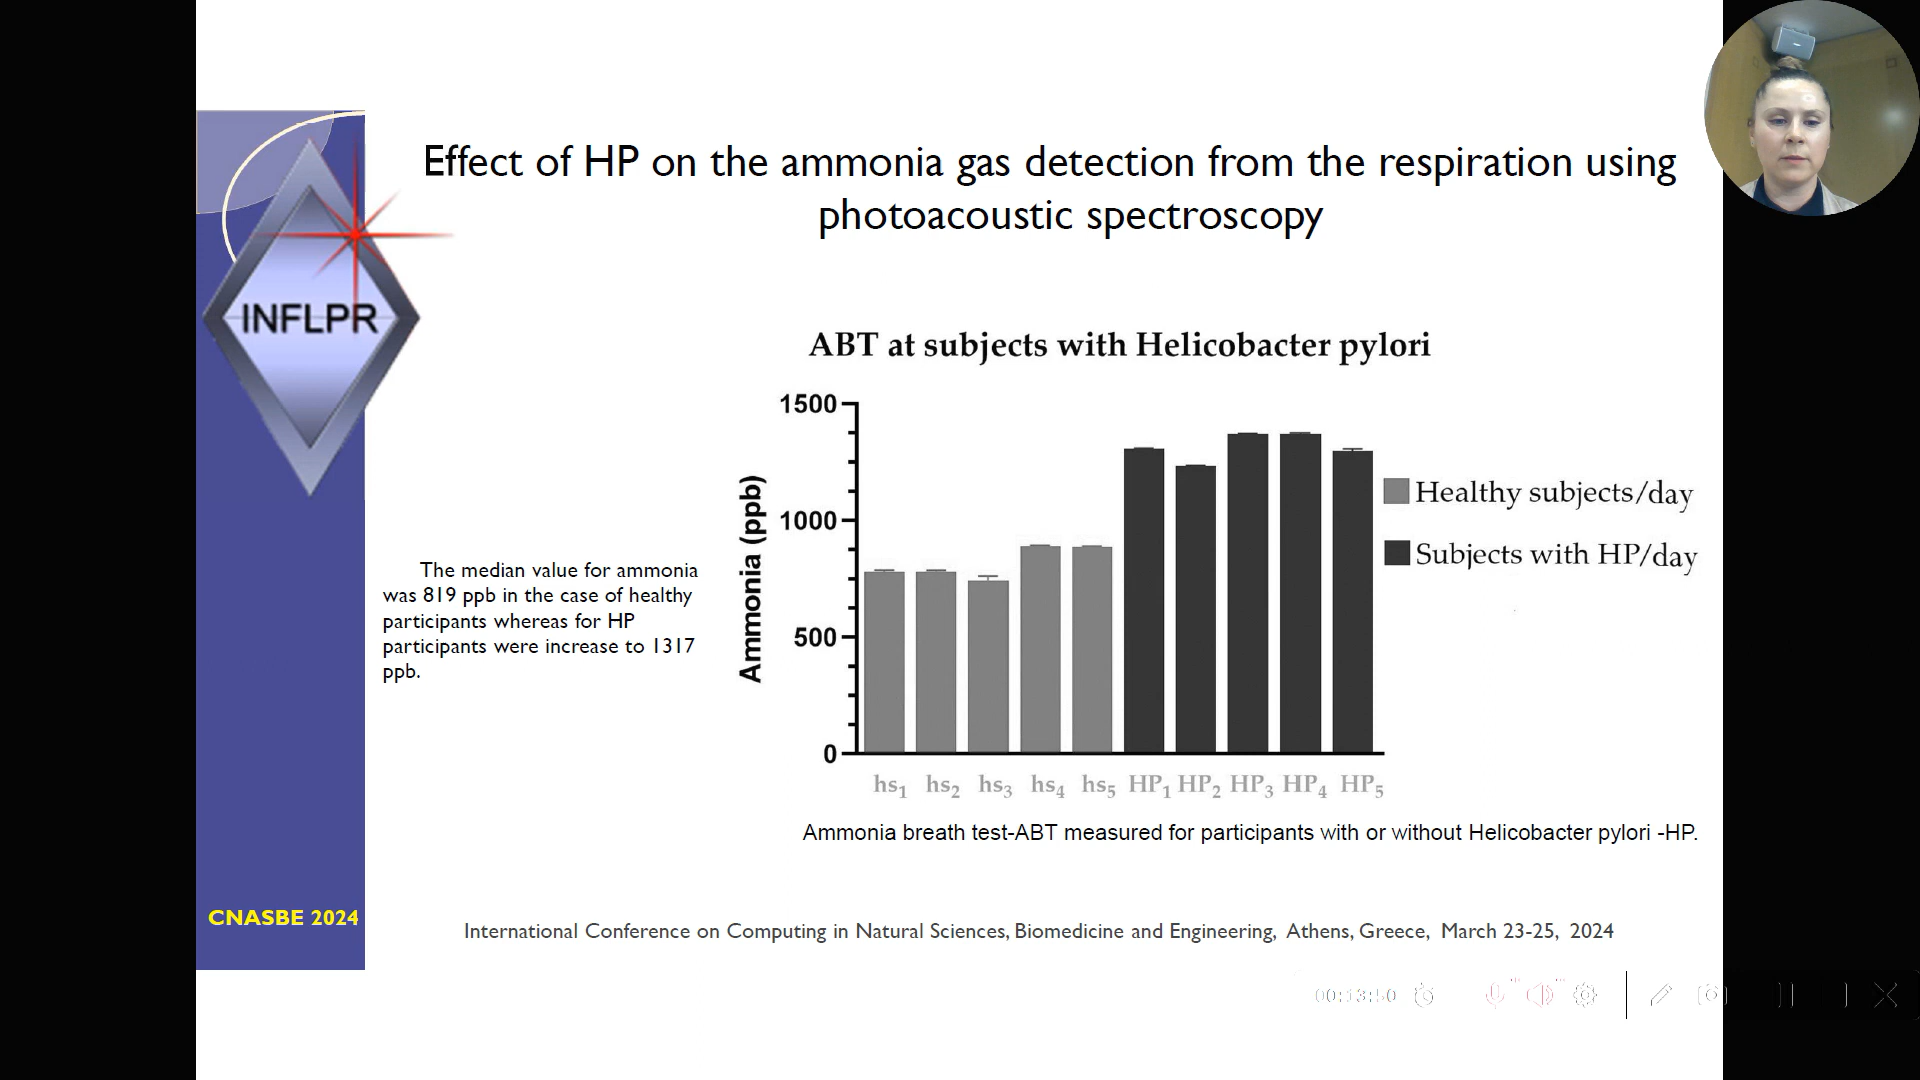 Effect of HP on the ammonia gas detection from the respiration using
photoacoustic spectroscopy
INFLPR
ABT at subjects with Helicobacter pylori
1500
1000
500
0
Ammonia (ppb)
Healthy subjects/day
Subjects with HP/day
The median value for ammonia
was 819 ppb in the case of healthy
participants whereas for HP
participants were increase to 1317
ppb.
hs1 hs2 hs3 hs4 hs5 HP1 HP2 HP3 HP4 HP5
Ammonia breath test-ABT measured for participants with or without Helicobacter pylori -HP.
CNASBE 2024
International Conference on Computing in Natural Sciences, Biomedicine and Engineering, Athens, Greece, March 23-25, 2024
00:13:50